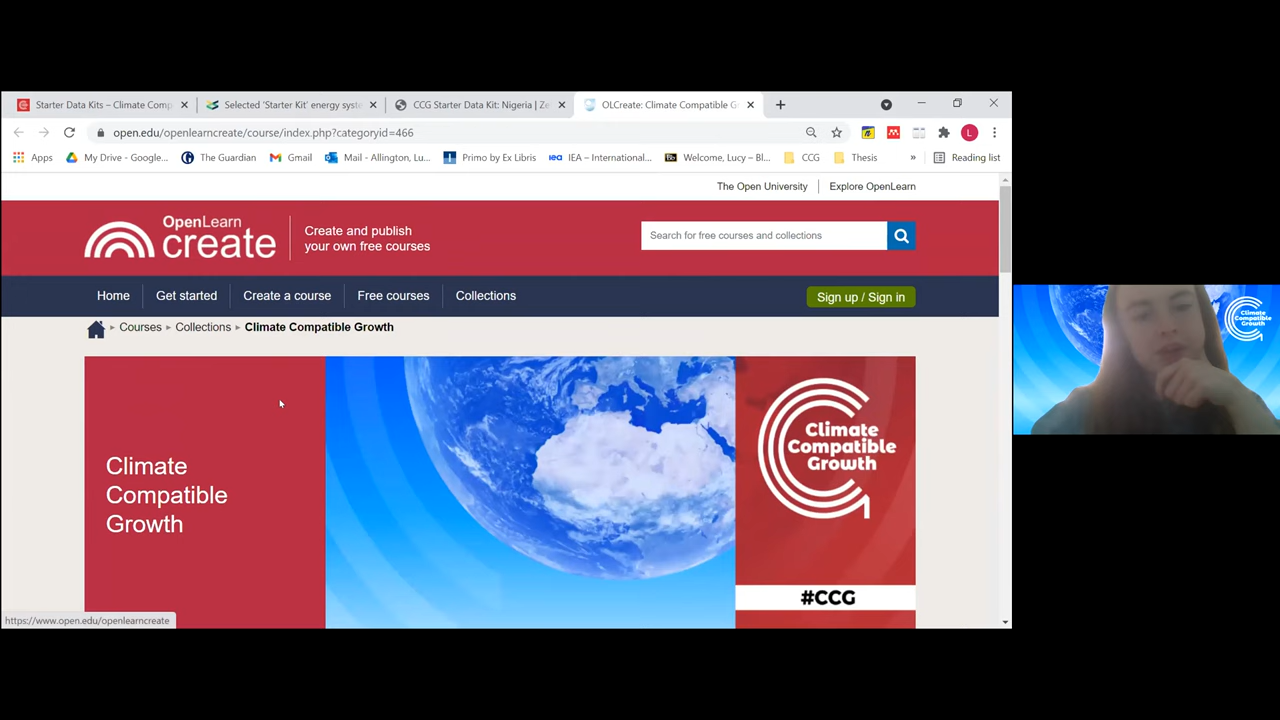 Starter Data Kits – Climate Comp
Selected 'Starter Kit' energy syste
CCG Starter Data Kit: Nigeria | Ze
OLCreate: Climate Compatible G
open.edu/openlearncreate/course/index.php?categoryid=466
L
Apps
My Drive - Google...
The Guardian
Gmail
Mail - Allington, Lu...
Primo by Ex Libris
iea
IEA – International...
Welcome, Lucy – Bl...
CCG
Thesis
»
Reading list
The Open University
Explore OpenLearn
OpenLearn
create
Create and publish
your own free courses
Search for free courses and collections
Home
Get started
Create a course
Free courses
Collections
Sign up / Sign in
Courses
Collections
Climate Compatible Growth
Climate
Compatible
Growth
Climate
Compatible
Growth
#CCG
https://www.open.edu/openlearncreate
Climate
Compatible
Growth